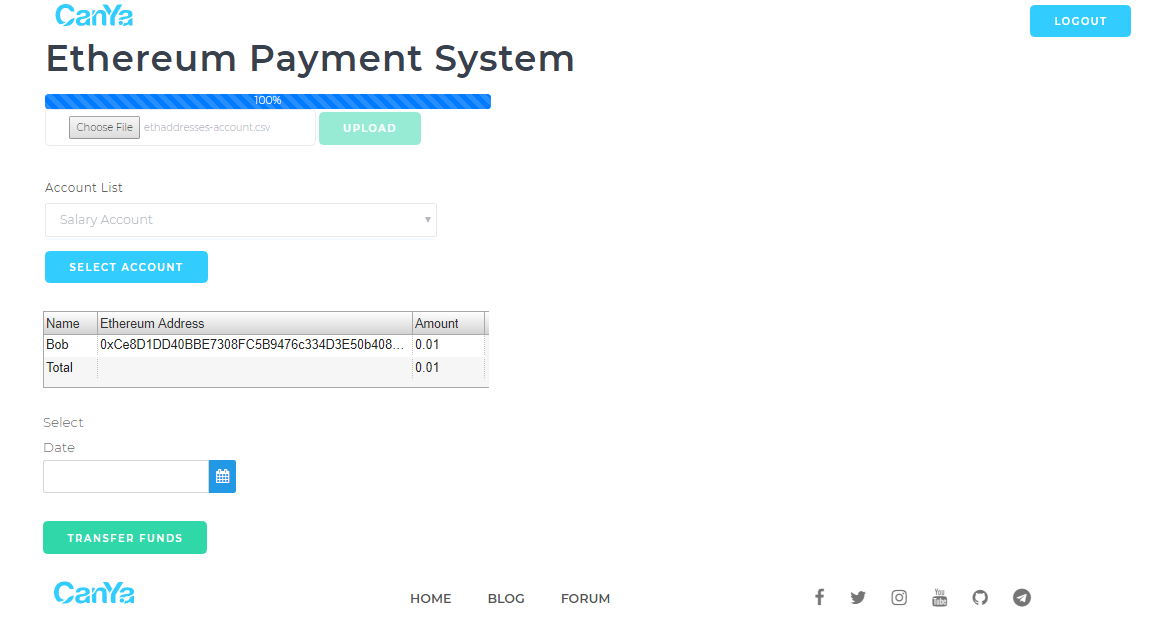 CanYa
LOGOUT
Ethereum Payment System
100%
Choose File ethaddresses-account.csv UPLOAD
Account List
Salary Account
SELECT ACCOUNT
Name Ethereum Address Amount
Bob 0xCe8D1DD40BBE7308FC5B9476c334D3E50b408... 0.01
Total 0.01
Select
Date
TRANSFER FUNDS
CanYa HOME BLOG FORUM You Tube